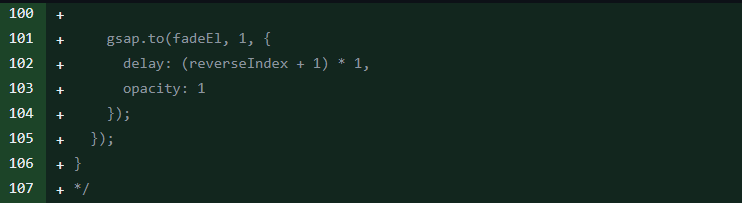 100 +
101 +     gsap.to(fadeEl, 1, {
102 +       delay: (reverseIndex + 1) * 1,
103 +       opacity: 1
104 +     });
105 +   });
106 + }
107 + */